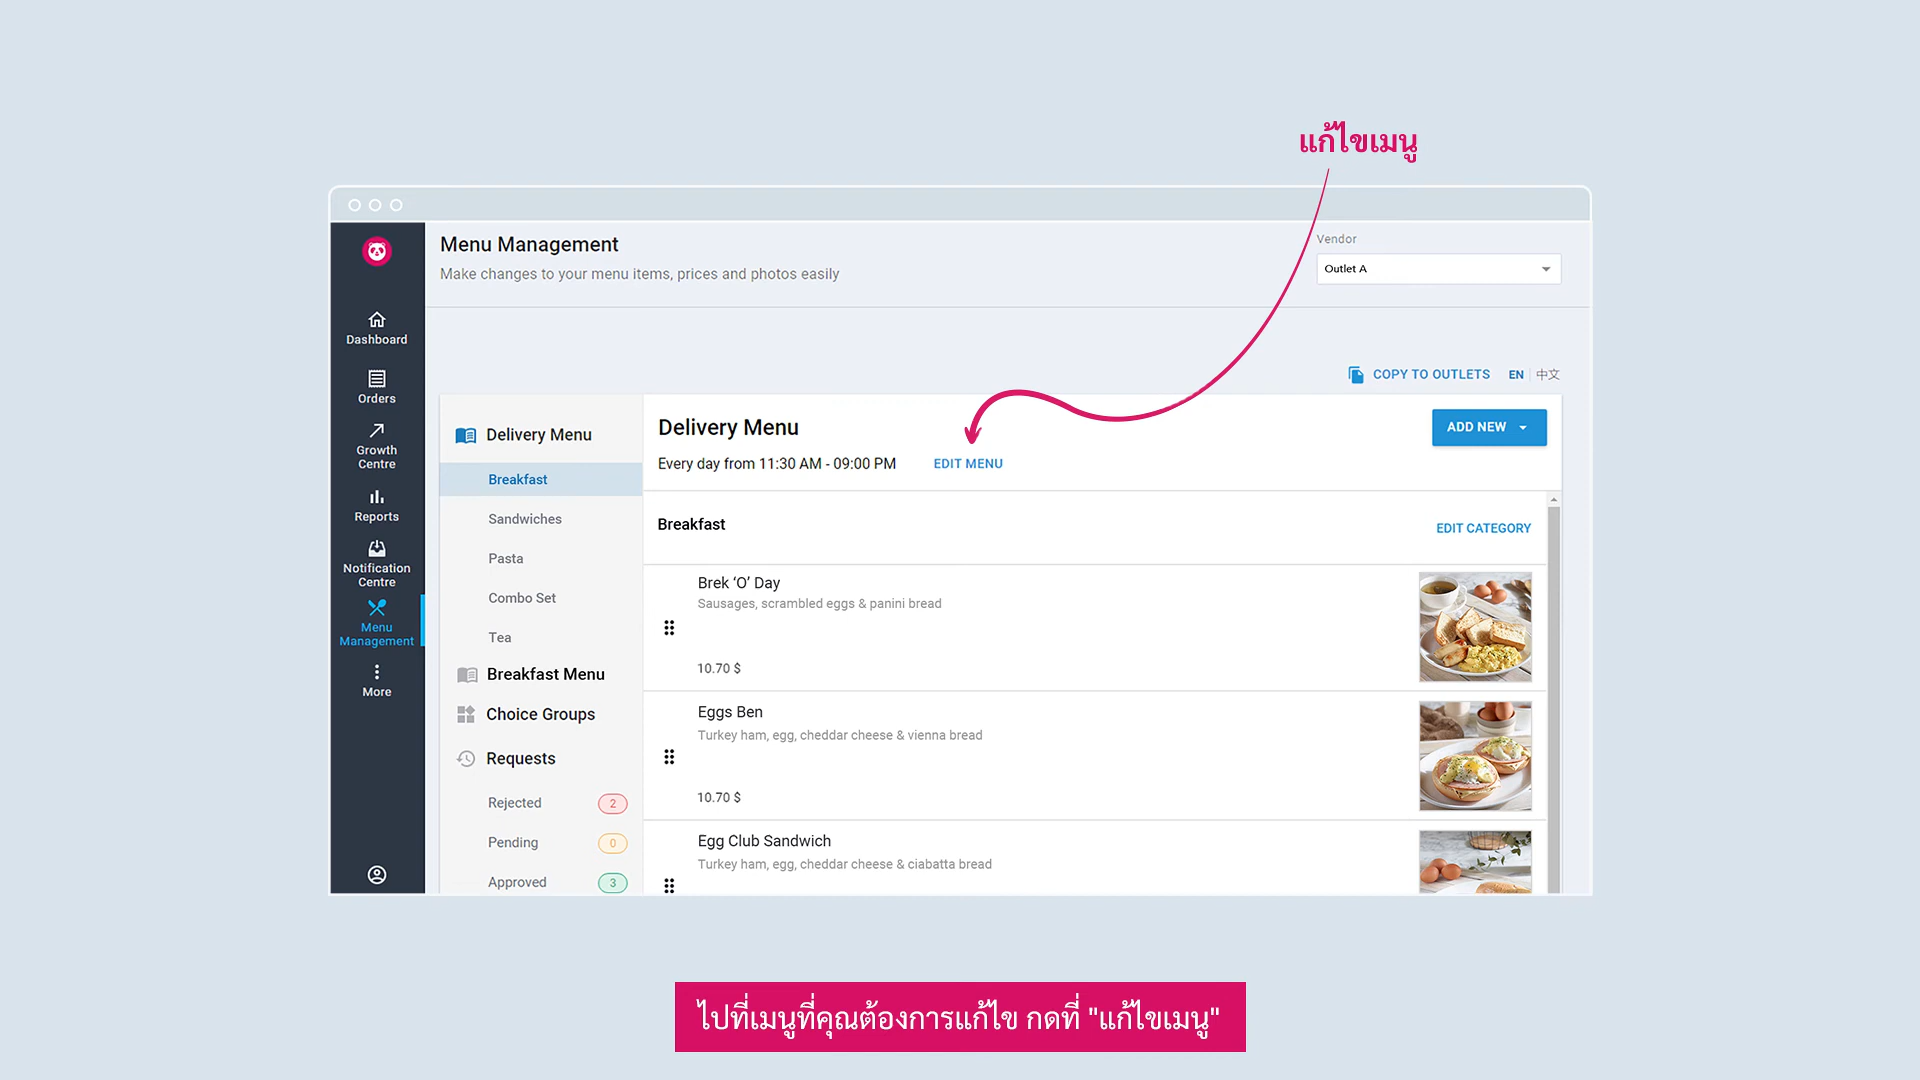 แก้ไขเมนู
Menu Management
Make changes to your menu items, prices and photos easily
Vendor
Outlet A
Dashboard
Orders
Growth
Centre
Reports
Notification
Centre
Menu
Management
More
COPY TO OUTLETS EN 中文
Delivery Menu
Breakfast
Sandwiches
Pasta
Combo Set
Tea
Breakfast Menu
Choice Groups
Requests
Rejected 2
Pending 0
Approved 3
Delivery Menu
ADD NEW
Every day from 11:30 AM - 09:00 PM EDIT MENU
Breakfast
EDIT CATEGORY
Brek ‘O’ Day
Sausages, scrambled eggs & panini bread
10.70 $
Eggs Ben
Turkey ham, egg, cheddar cheese & vienna bread
10.70 $
Egg Club Sandwich
Turkey ham, egg, cheddar cheese & ciabatta bread
ไปที่เมนูที่คุณต้องการแก้ไข กดที่ "แก้ไขเมนู"